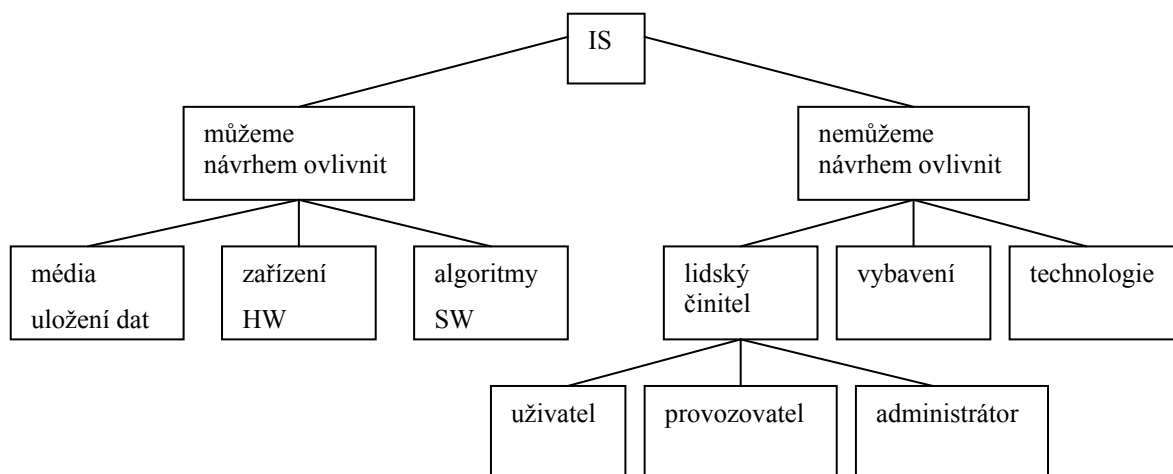 IS
můžeme
návrhem ovlivnit
nemůžeme
návrhem ovlivnit
média
uložení dat
zařízení
HW
algoritmy
SW
lidský
činitel
vybavení
technologie
uživatel
provozovatel
administrátor